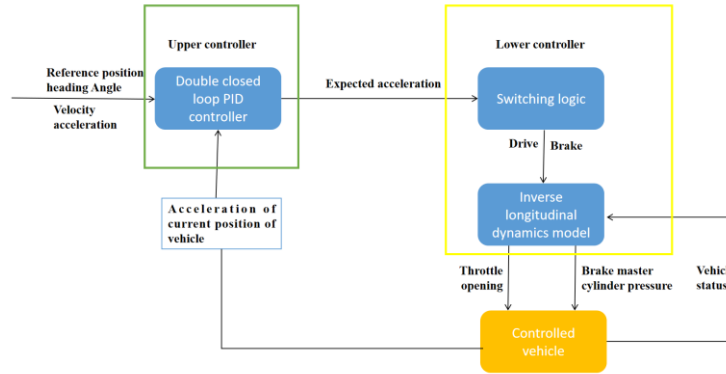 Upper controller
Lower controller
Reference position
heading Angle
Velocity
acceleration
Double closed
loop PID
controller
Expected acceleration
Switching logic
Drive Brake
Acceleration of
current position of
vehicle
Inverse
longitudinal
dynamics model
Throttle
opening
Brake master
cylinder pressure
Vehicl
status
Controlled
vehicle